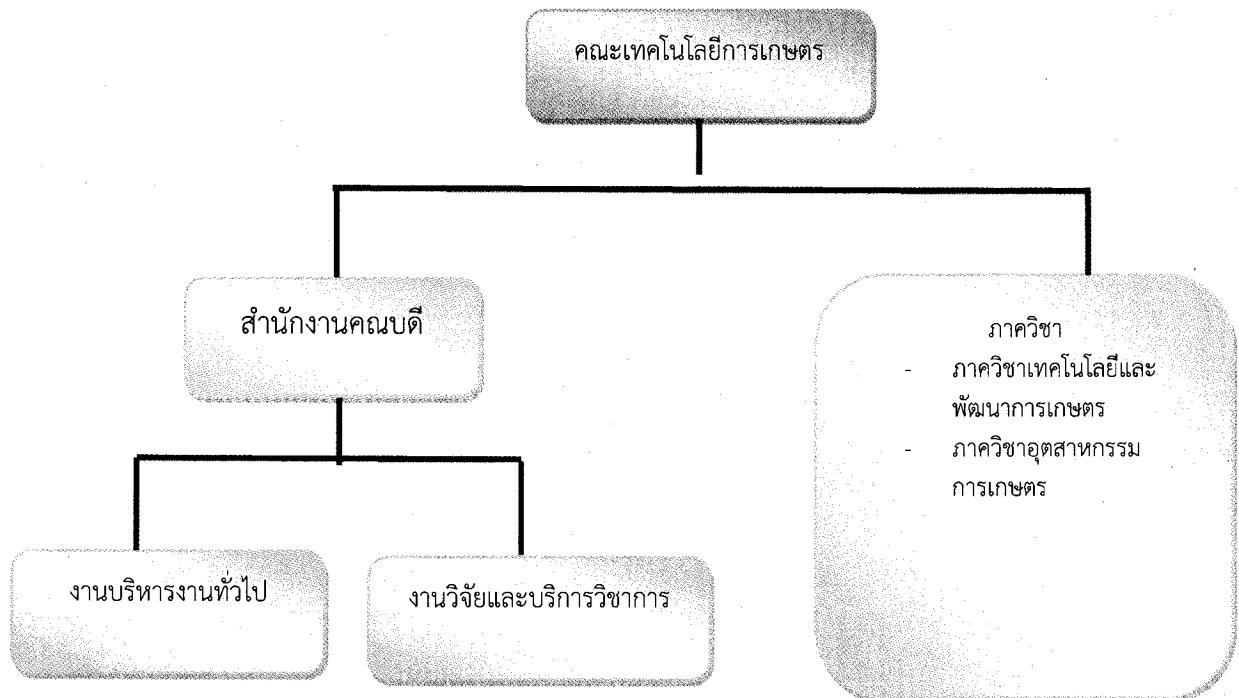 คณะเทคโนโลยีการเกษตร
สำนักงานคณบดี
ภาควิชา
- ภาควิชาเทคโนโลยีและ
พัฒนาการเกษตร
- ภาควิชาอุตสาหกรรม
การเกษตร
งานบริหารงานทั่วไป
งานวิจัยและบริการวิชาการ